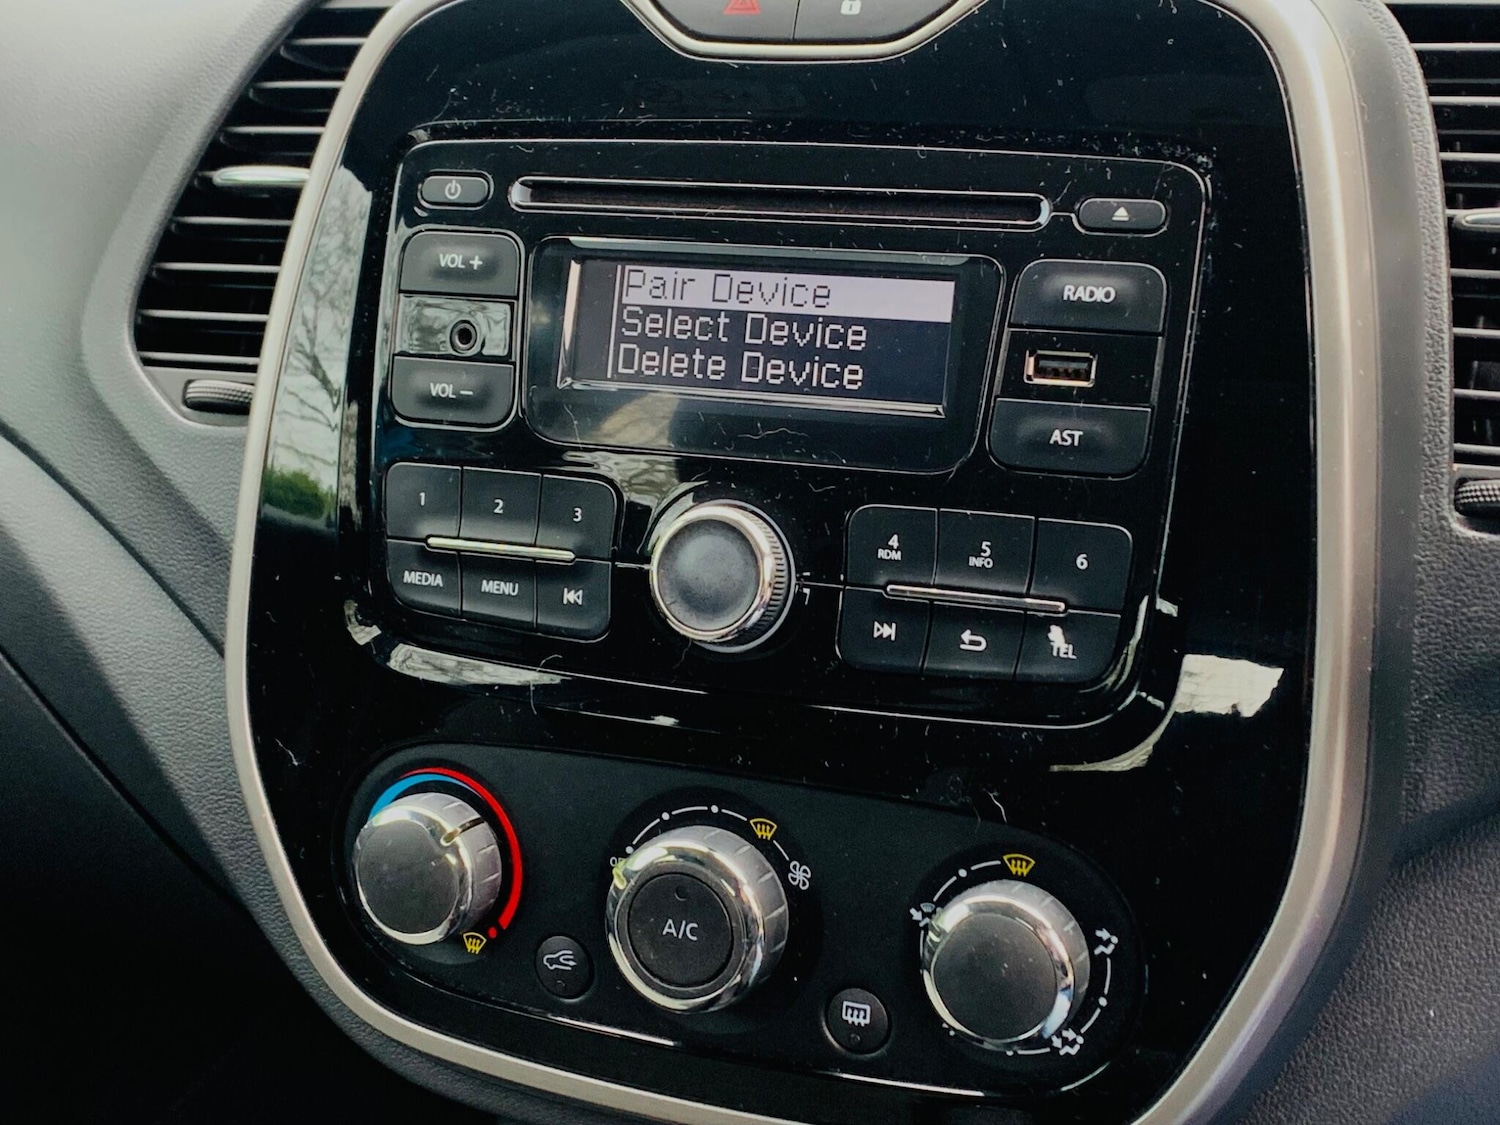 VOL +
Pair Device
Select Device
Delete Device
RADIO
VOL –
AST
1
2
3
4
RDM
5
INFO
6
MEDIA
MENU
TEL
A/C